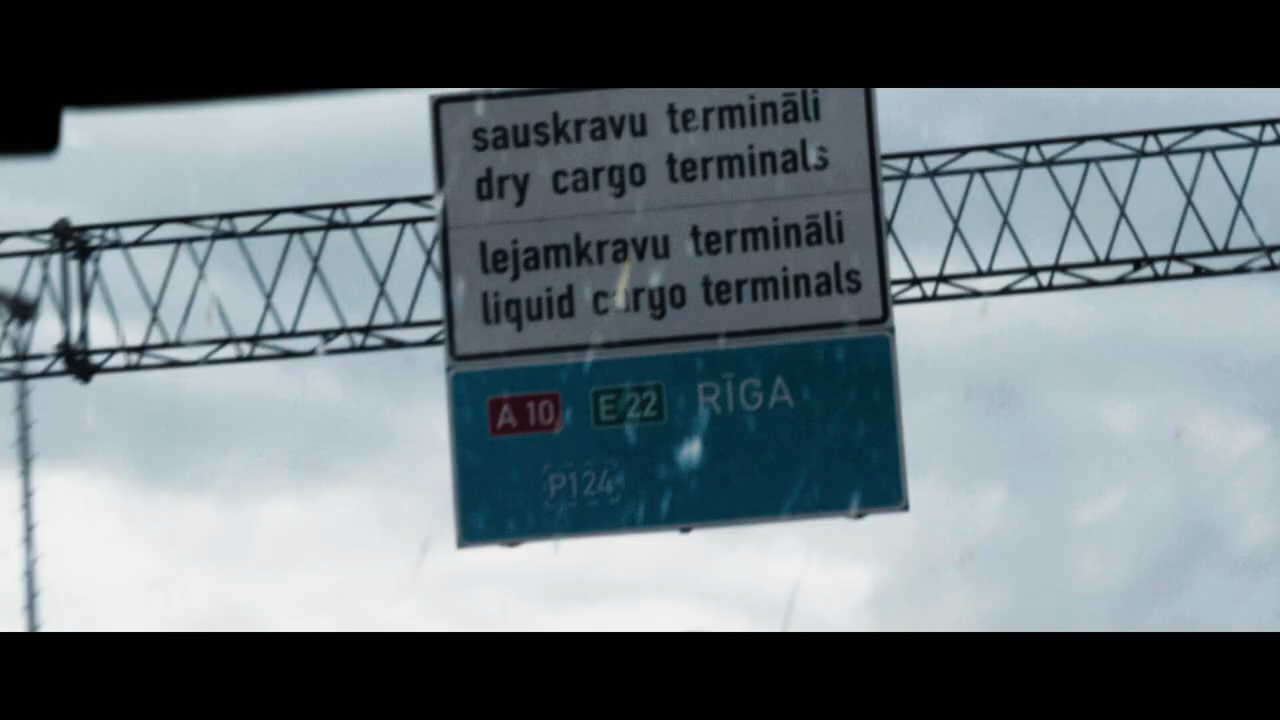 sauskravu termināli
dry cargo terminals
lejamkravu termināli
liquid cargo terminals
A 10 E 22 RĪGA
P124